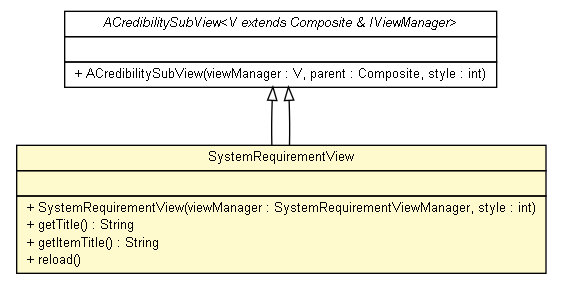 ACredibilitySubView<V extends Composite & IViewManager>
+ ACredibilitySubView(viewManager : V, parent : Composite, style : int)
SystemRequirementView
+ SystemRequirementView(viewManager : SystemRequirementViewManager, style : int)
+ getTitle() : String
+ getItemTitle() : String
+ reload()